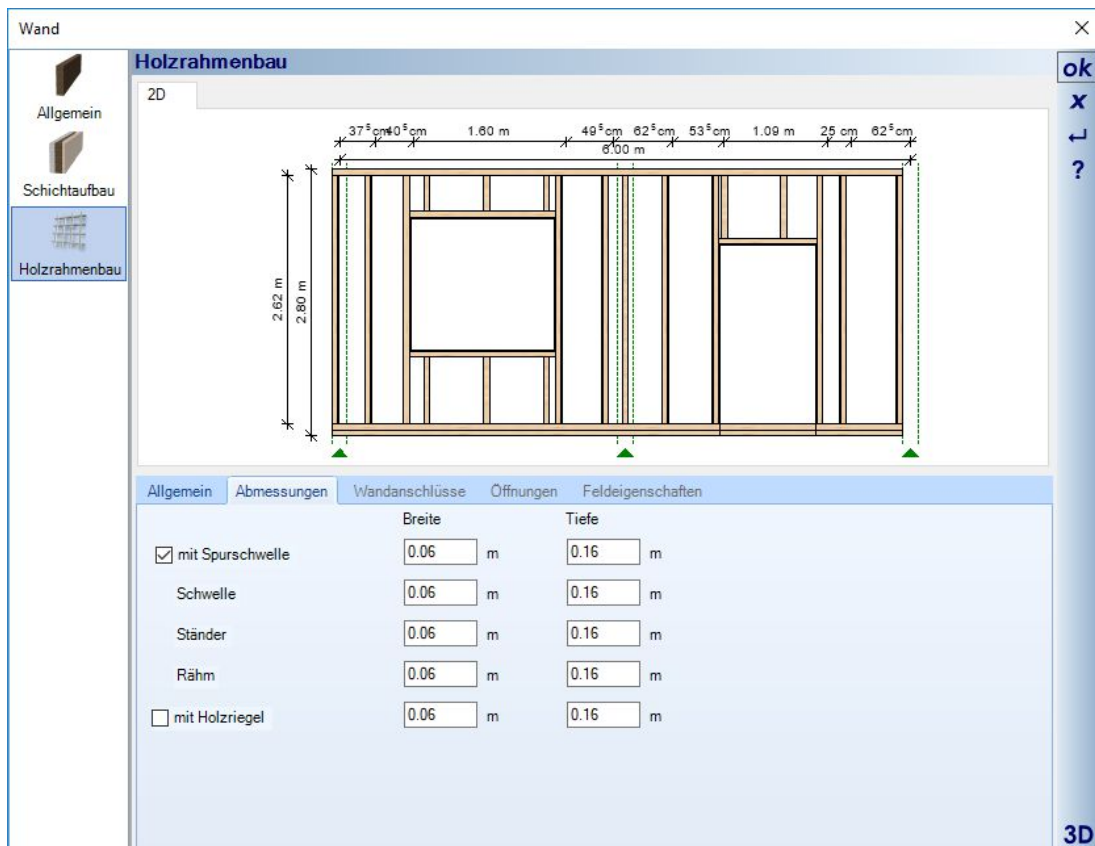 Wand
Allgemein
Schichtaufbau
Holzrahmenbau
Holzrahmenbau
2D
37⁵cm 40⁵cm 1.60 m 49⁵cm 62⁵cm 53⁵cm 1.09 m 25 cm 62⁵cm
6.00 m
2.62 m
2.80 m
Allgemein Abmessungen Wandanschlüsse Öffnungen Feldeigenschaften
Breite Tiefe
mit Spurschwelle 0.06 m 0.16 m
Schwelle 0.06 m 0.16 m
Ständer 0.06 m 0.16 m
Rähm 0.06 m 0.16 m
mit Holzriegel 0.06 m 0.16 m
ok
x
?
3D